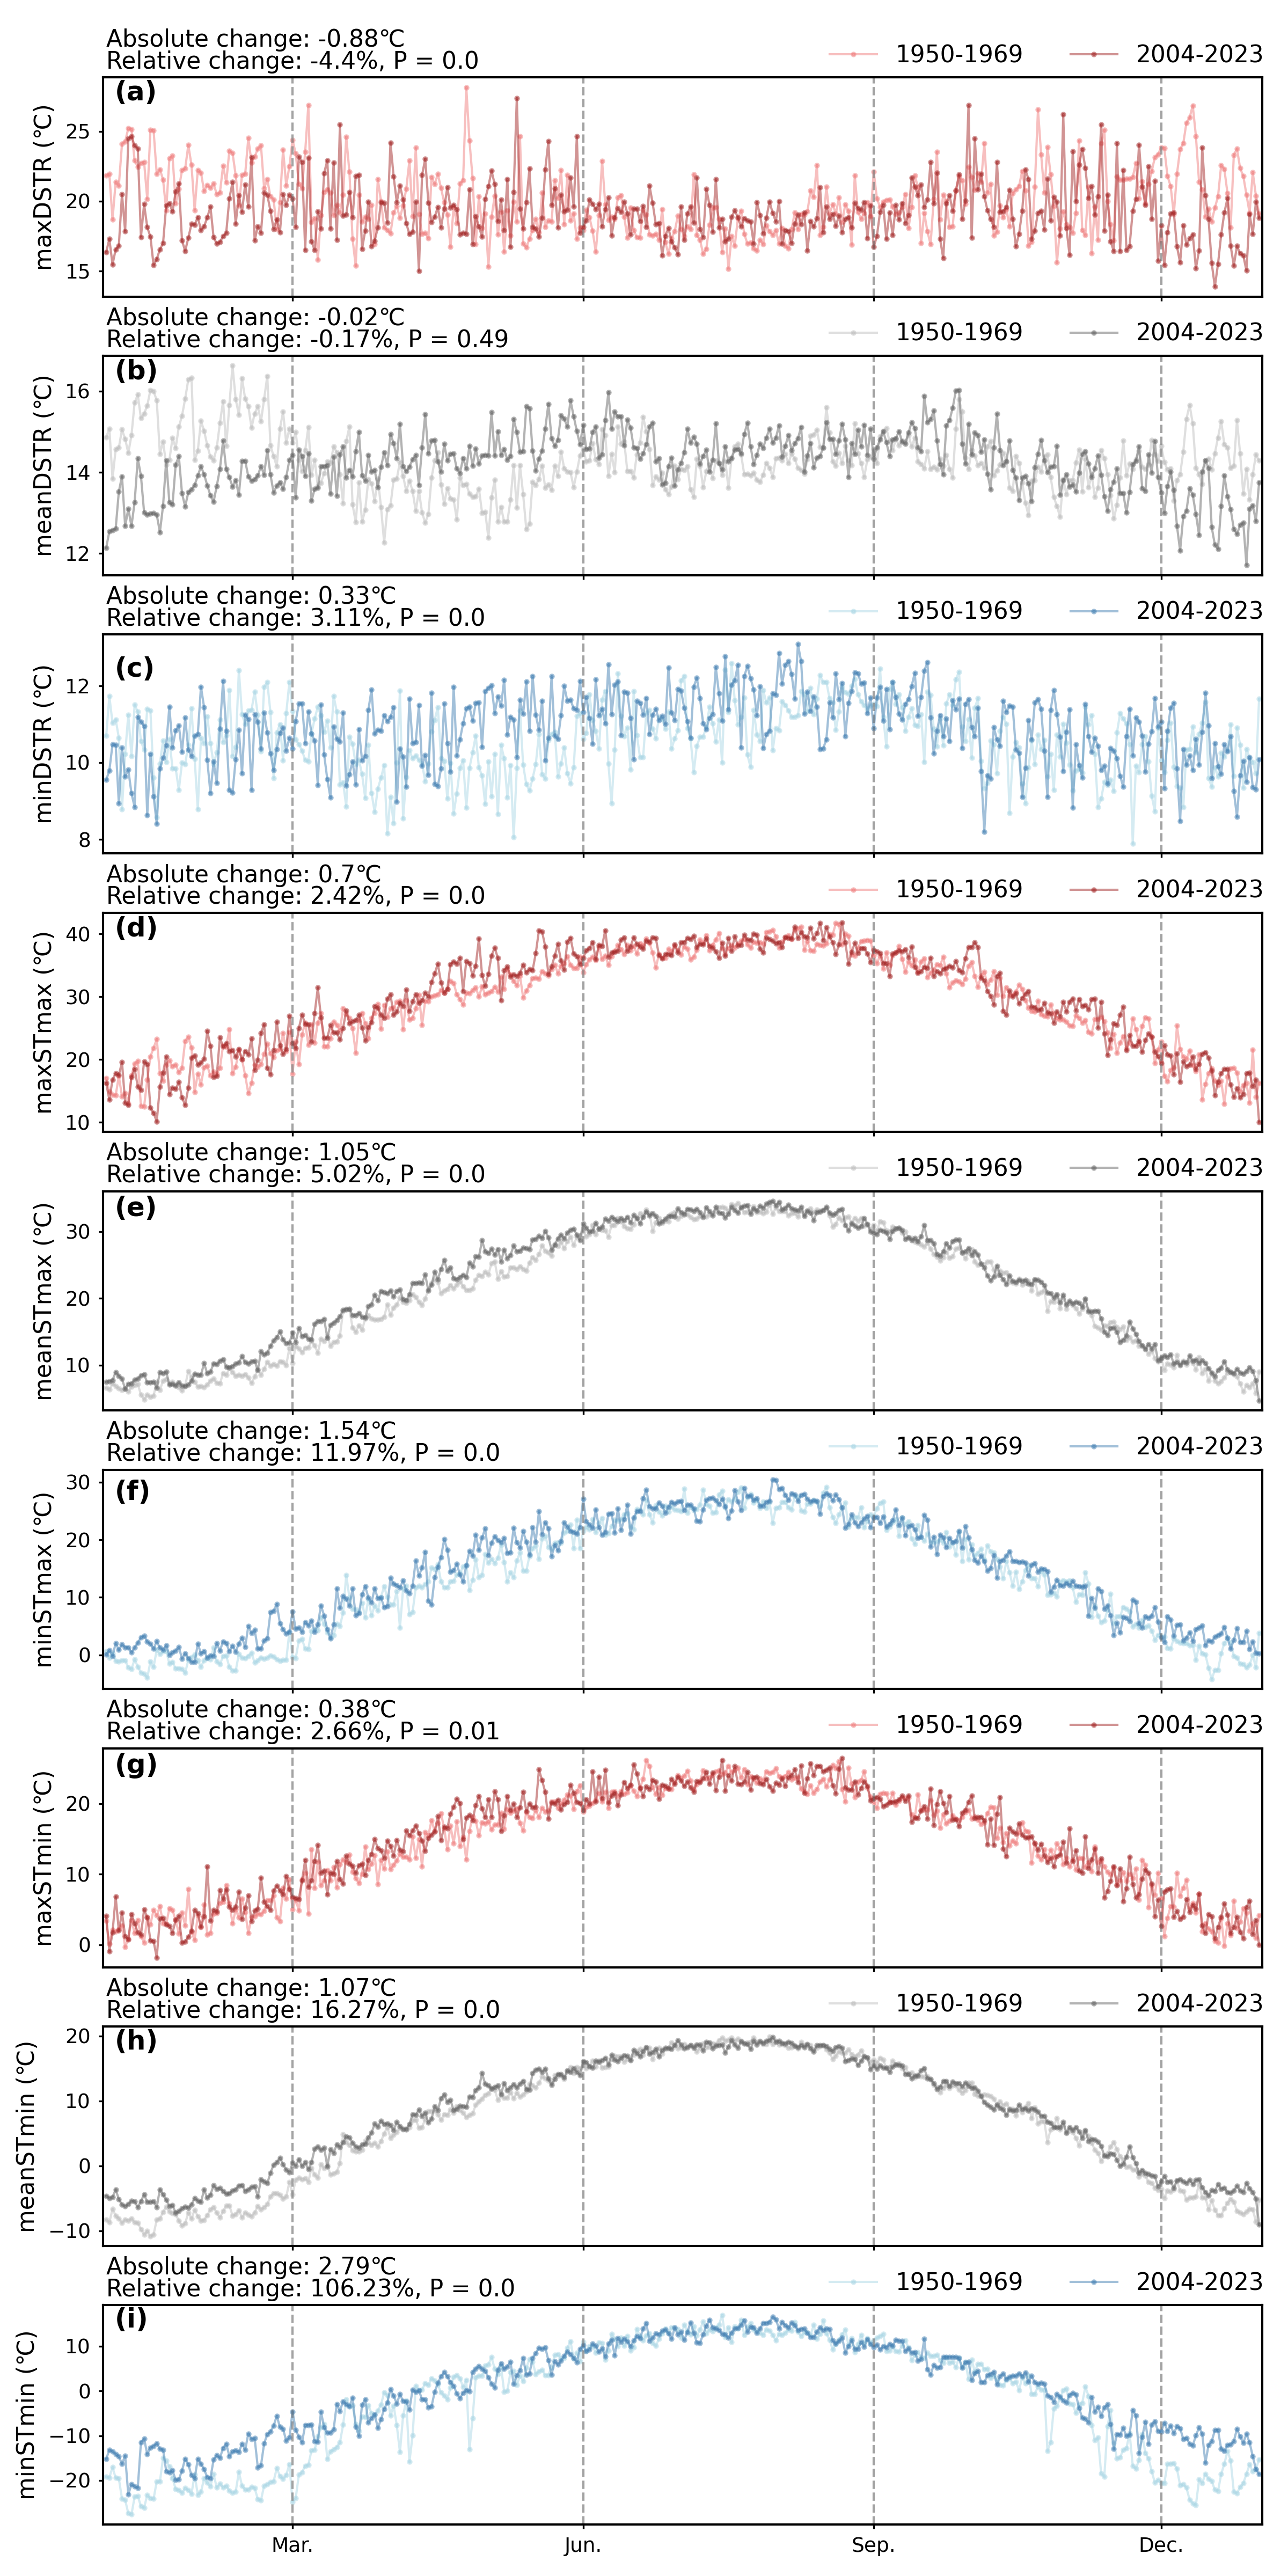 Absolute change: -0.88℃
Relative change: -4.4%, P = 0.0
1950-1969 2004-2023
(a)
maxDSTR (℃)
25
20
15
Absolute change: -0.02℃
Relative change: -0.17%, P = 0.49
1950-1969 2004-2023
(b)
meanDSTR (℃)
16
14
12
Absolute change: 0.33℃
Relative change: 3.11%, P = 0.0
1950-1969 2004-2023
(c)
minDSTR (℃)
12
10
8
Absolute change: 0.7℃
Relative change: 2.42%, P = 0.0
1950-1969 2004-2023
(d)
maxSTmax (℃)
40
30
20
10
Absolute change: 1.05℃
Relative change: 5.02%, P = 0.0
1950-1969 2004-2023
(e)
meanSTmax (℃)
30
20
10
Absolute change: 1.54℃
Relative change: 11.97%, P = 0.0
1950-1969 2004-2023
(f)
minSTmax (℃)
30
20
10
0
Absolute change: 0.38℃
Relative change: 2.66%, P = 0.01
1950-1969 2004-2023
(g)
maxSTmin (℃)
20
10
0
Absolute change: 1.07℃
Relative change: 16.27%, P = 0.0
1950-1969 2004-2023
(h)
meanSTmin (℃)
20
10
0
−10
Absolute change: 2.79℃
Relative change: 106.23%, P = 0.0
1950-1969 2004-2023
(i)
minSTmin (℃)
10
0
−10
−20
Mar. Jun. Sep. Dec.